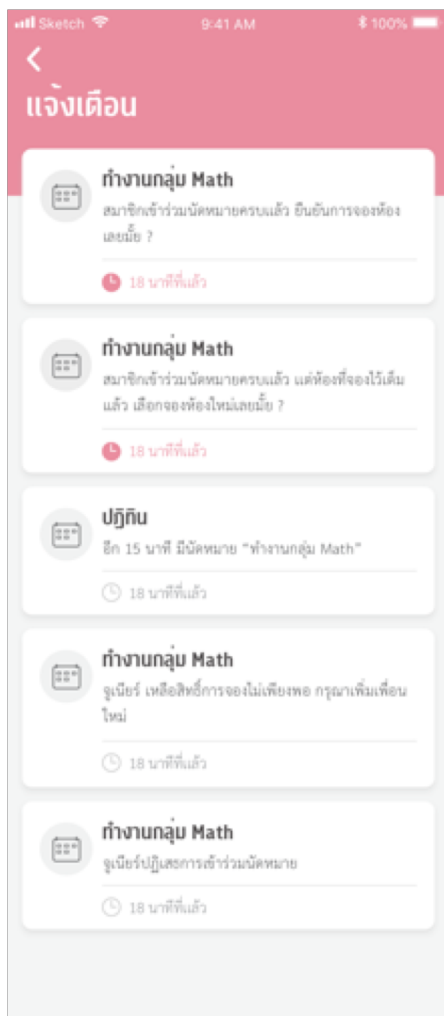 Sketch 9:41 AM 100%
แจ้งเตือน
ทำงานกลุ่ม Math
สมาชิกเข้าร่วมนัดหมายครบแล้ว ยืนยันการจองห้อง
เลยมั้ย ?
18 นาทีที่แล้ว
ทำงานกลุ่ม Math
สมาชิกเข้าร่วมนัดหมายครบแล้ว แต่ห้องที่จองไว้เต็ม
แล้ว เลือกจองห้องใหม่เลยมั้ย ?
18 นาทีที่แล้ว
ปฏิทิน
อีก 15 นาที มีนัดหมาย "ทำงานกลุ่ม Math"
18 นาทีที่แล้ว
ทำงานกลุ่ม Math
จูเนียร์ เหลือสิทธิ์การจองไม่เพียงพอ กรุณาเพิ่มเพื่อน
ใหม่
18 นาทีที่แล้ว
ทำงานกลุ่ม Math
จูเนียร์ปฏิเสธการเข้าร่วมนัดหมาย
18 นาทีที่แล้ว